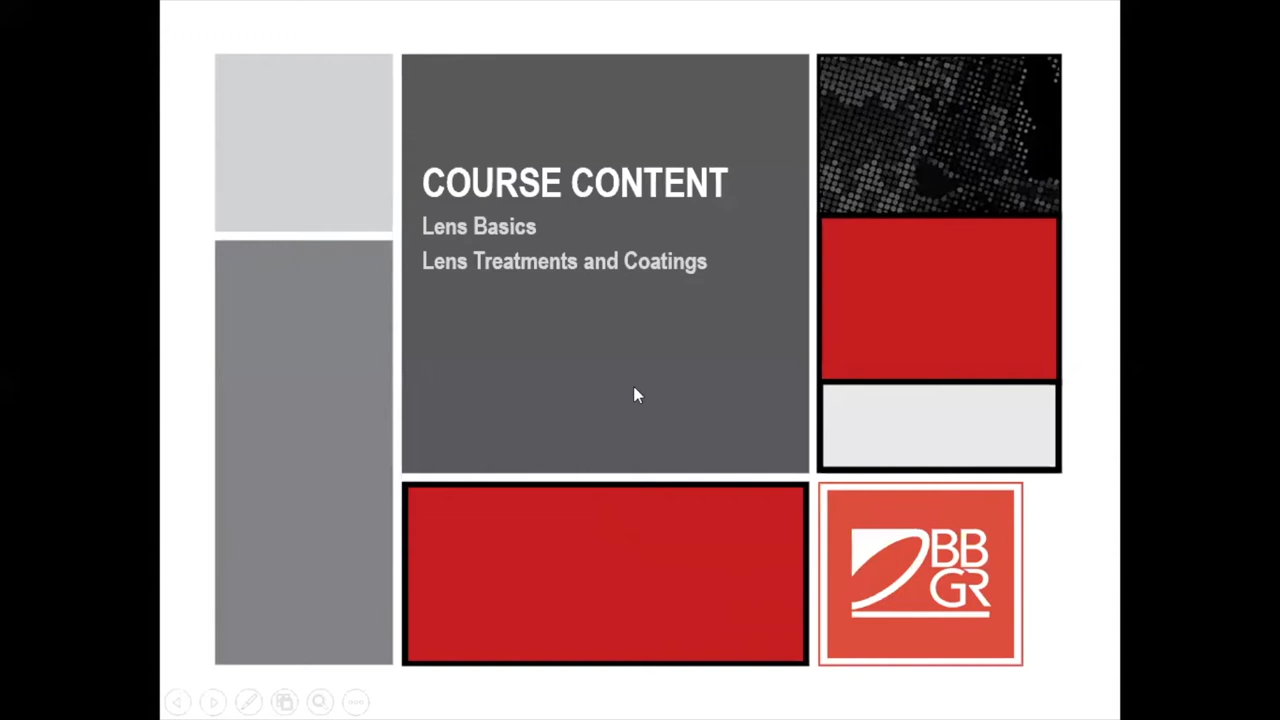 COURSE CONTENT
Lens Basics
Lens Treatments and Coatings
BB
GR